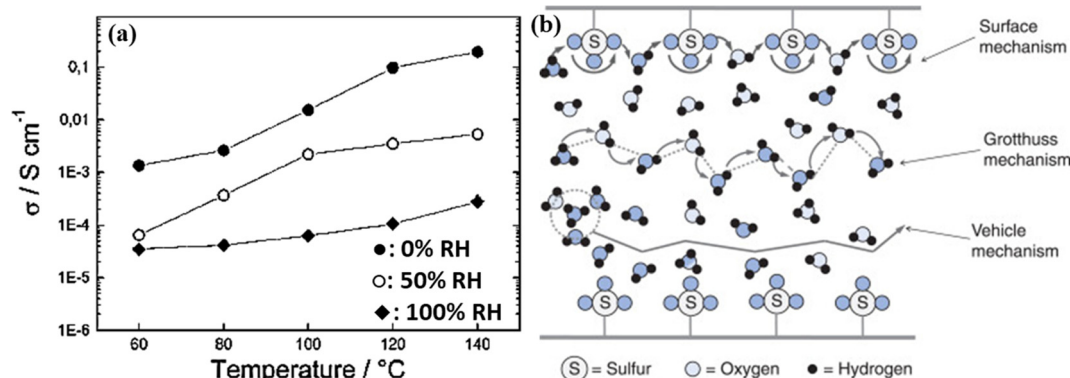 (a)
σ / S cm⁻¹
0,1
0,01
1E-3
1E-4
1E-5
1E-6
●: 0% RH
○: 50% RH
◆: 100% RH
60 80 100 120 140
Temperature / °C
(b)
S S S S
Surface
mechanism
Grotthuss
mechanism
Vehicle
mechanism
S S S S
S = Sulfur = Oxygen = Hydrogen